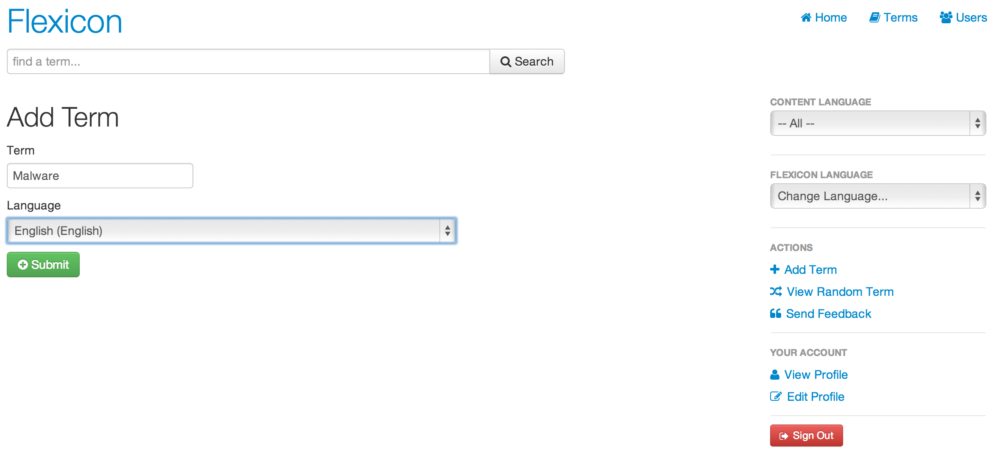 Flexicon
Home Terms Users
find a term...
Search
Add Term
Term
Malware
Language
English (English)
Submit
CONTENT LANGUAGE
-- All --
FLEXICON LANGUAGE
Change Language...
ACTIONS
Add Term
View Random Term
Send Feedback
YOUR ACCOUNT
View Profile
Edit Profile
Sign Out